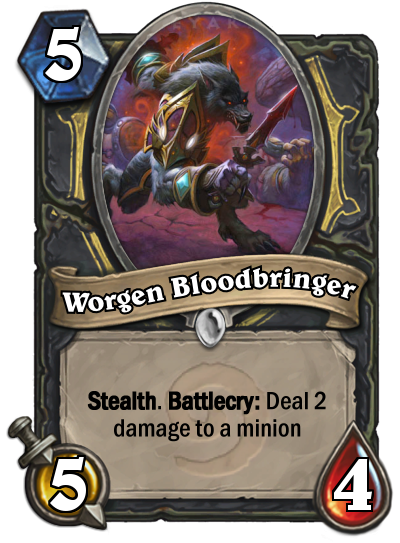 5
Worgen Bloodbringer
Stealth. Battlecry: Deal 2
damage to a minion
5
4